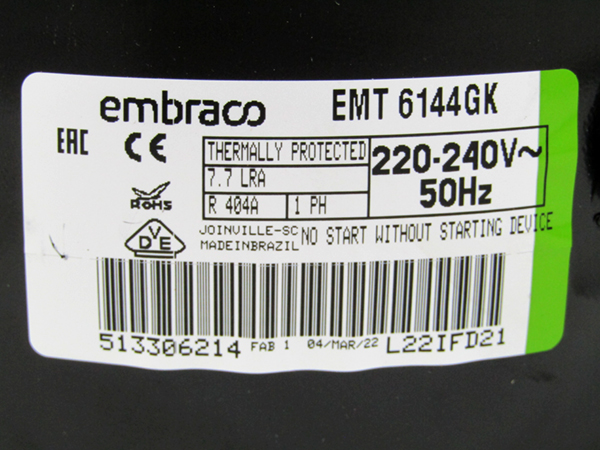 embraco EMT 6144GK
EAC CE
THERMALLY PROTECTED
7.7 LRA
R 404A 1 PH
220-240V~
50Hz
RoHS
VDE
JOINVILLE-SC
MADEINBRAZIL
NO START WITHOUT STARTING DEVICE
513306214 FAB 1 04/MAR/22 L22IFD21